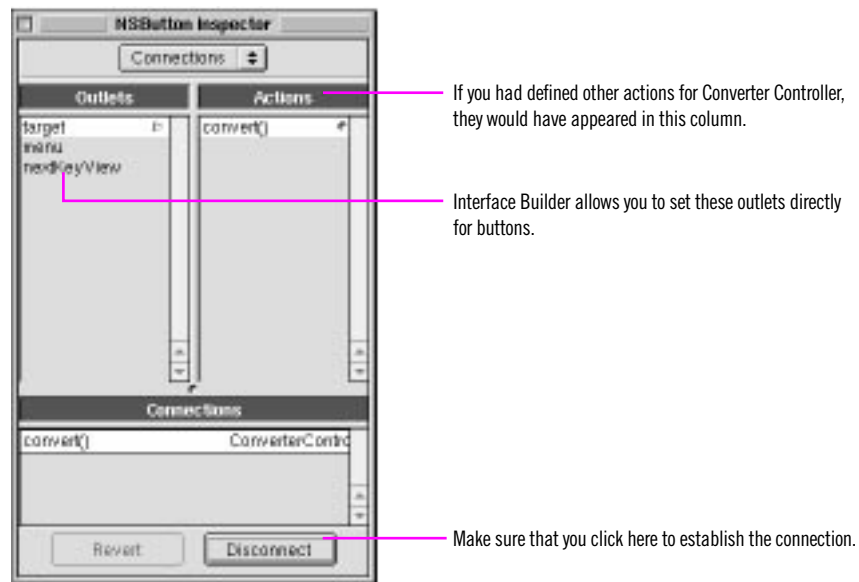 NSButton Inspector
Connections
Outlets
Actions
target
menu
nextKeyView
convert()
Connections
convert() ConverterContro
Revert Disconnect
If you had defined other actions for Converter Controller,
they would have appeared in this column.
Interface Builder allows you to set these outlets directly
for buttons.
Make sure that you click here to establish the connection.